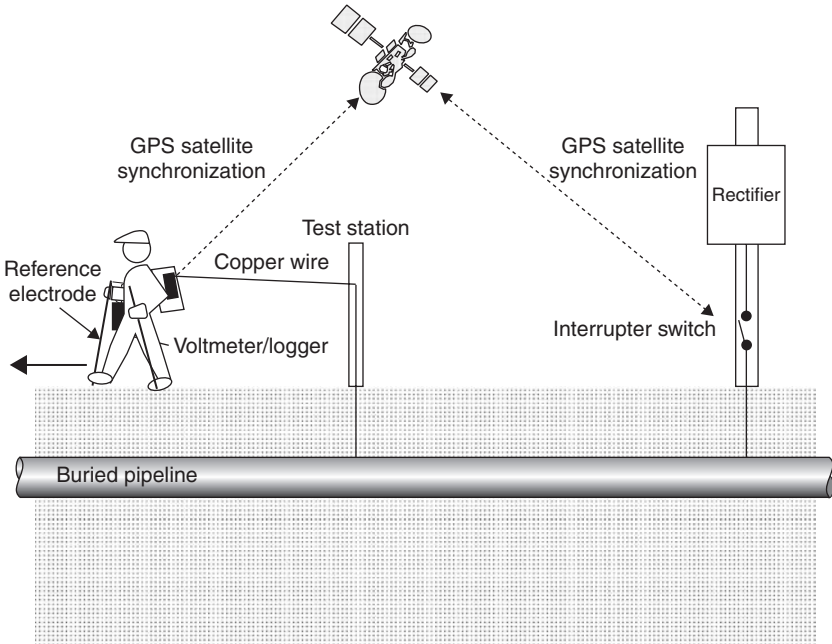 GPS satellite
synchronization
GPS satellite
synchronization
Rectifier
Test station
Copper wire
Reference
electrode
Interrupter switch
Voltmeter/logger
Buried pipeline